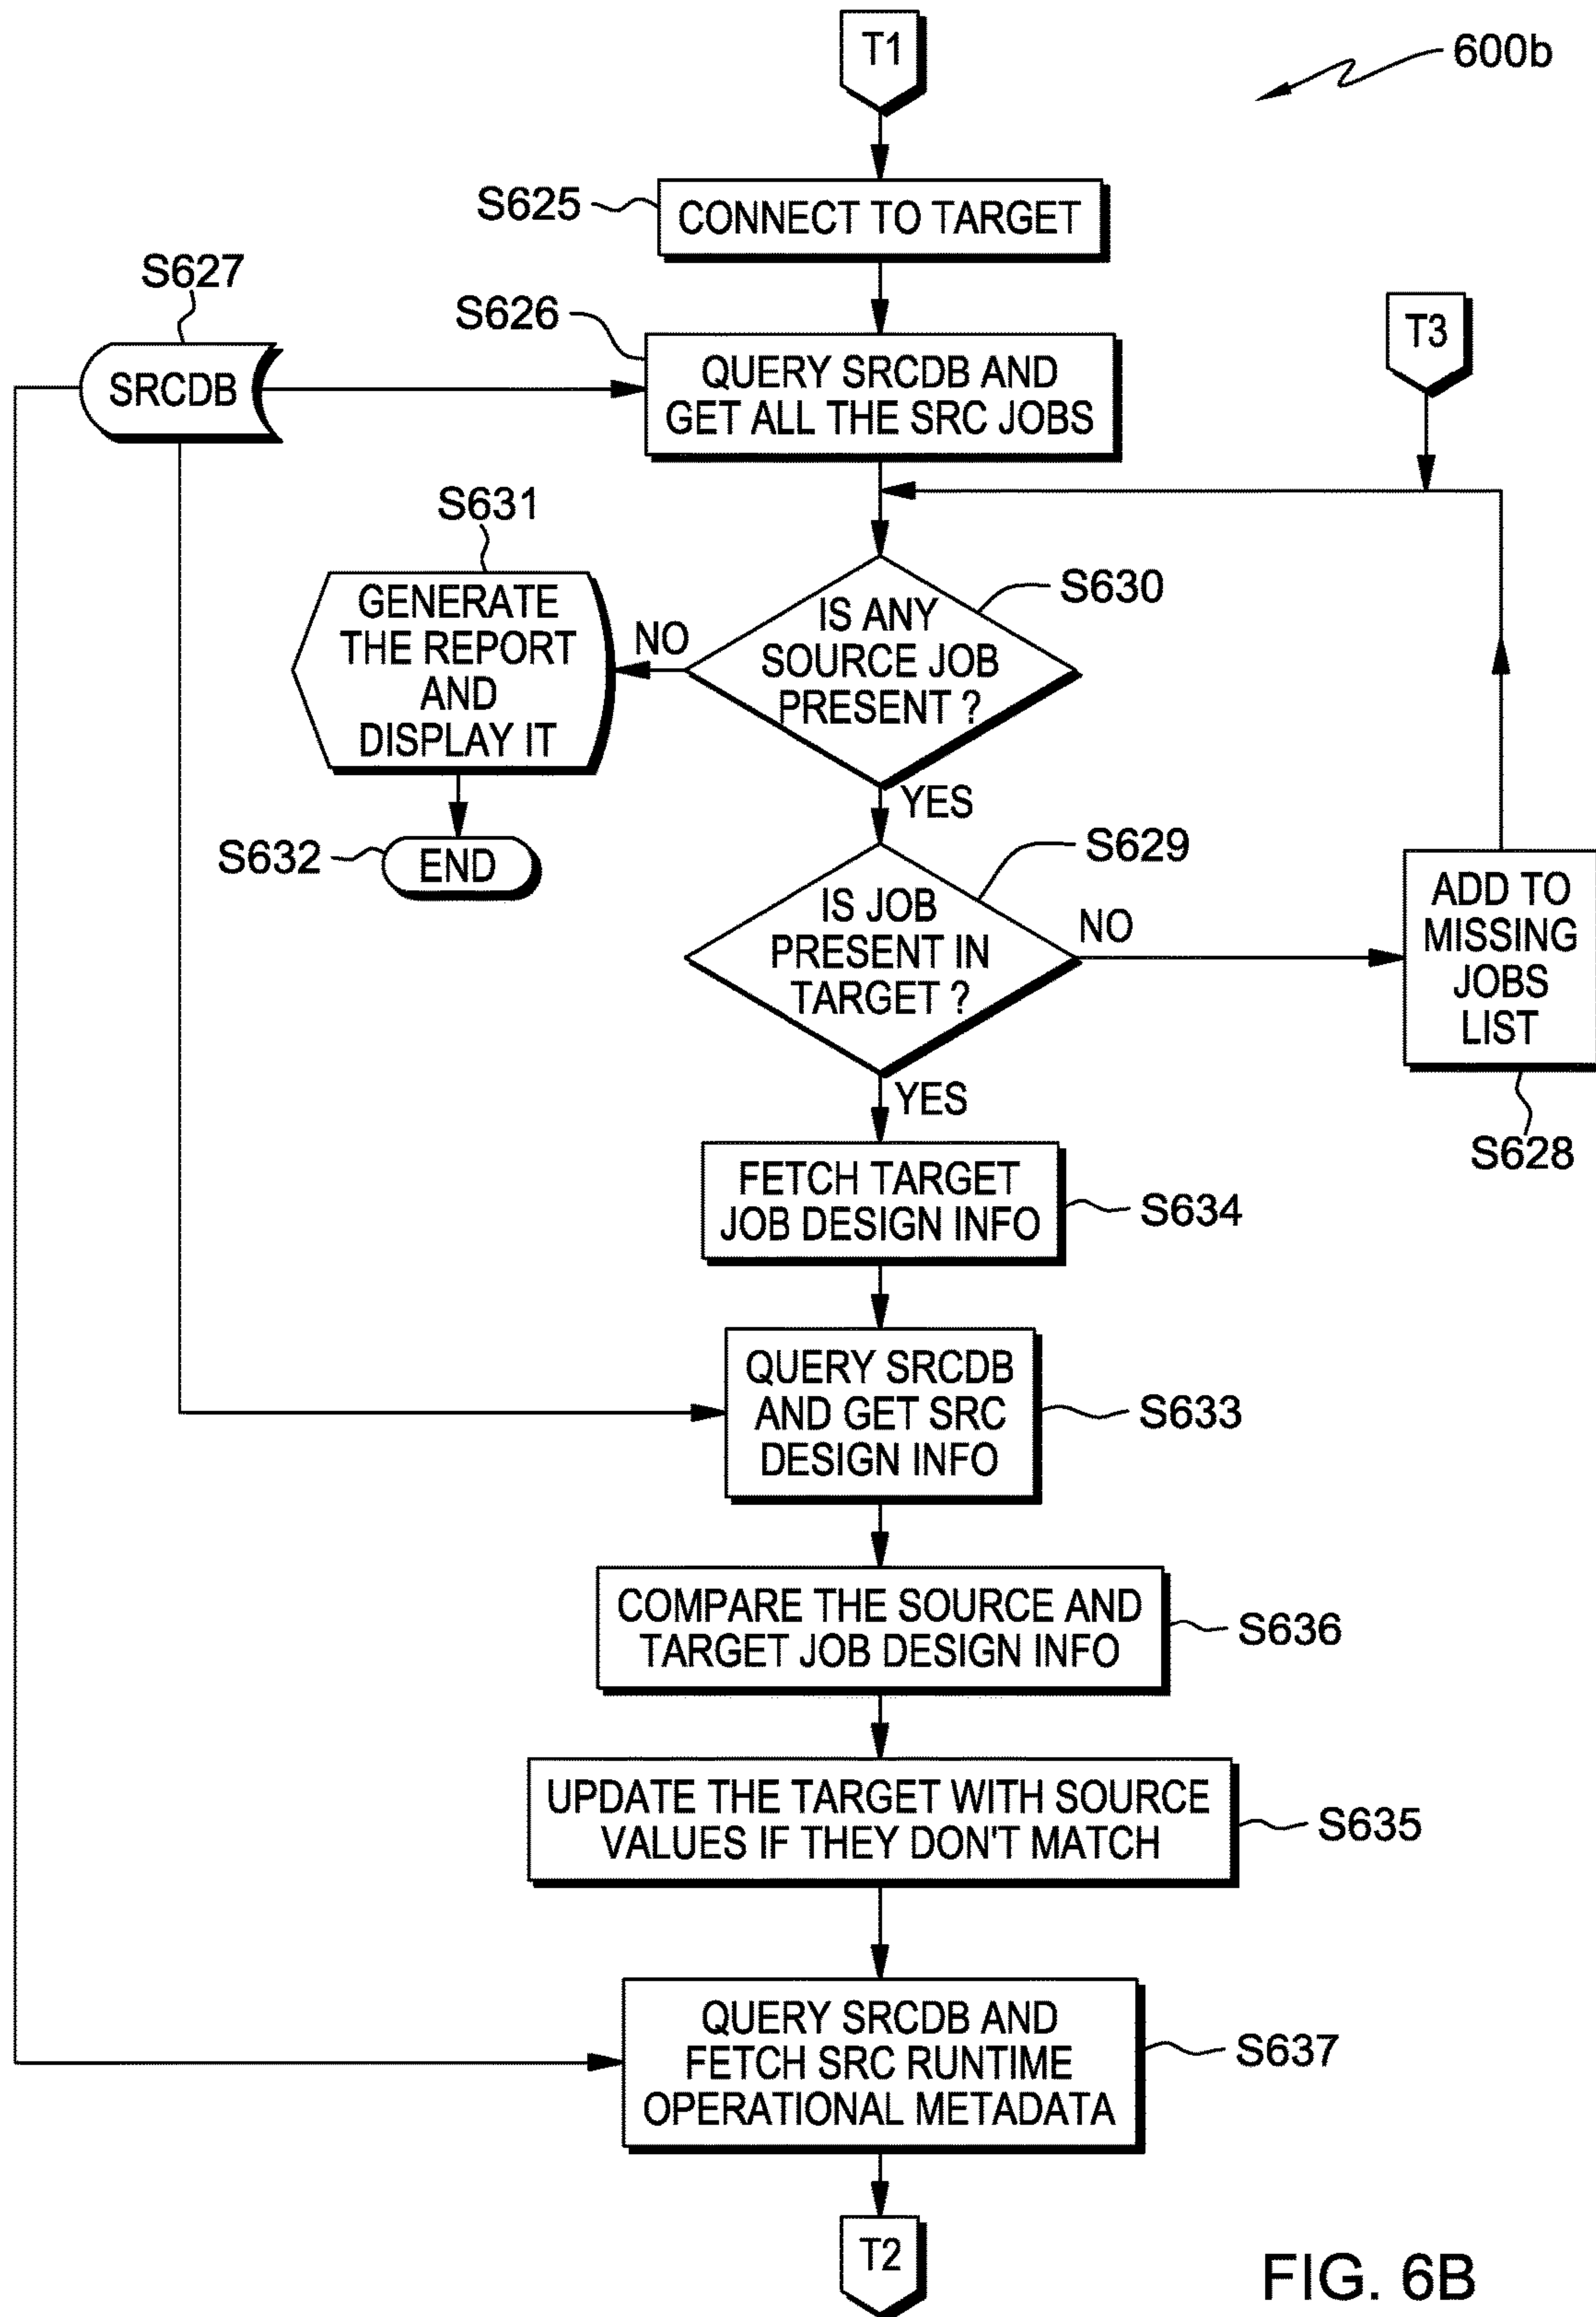 T1
600b
S625
CONNECT TO TARGET
S627
SRCDB
S626
QUERY SRCDB AND
GET ALL THE SRC JOBS
T3
S631
GENERATE
THE REPORT
AND
DISPLAY IT
NO
IS ANY
SOURCE JOB
PRESENT ?
S630
YES
S632
END
S629
IS JOB
PRESENT IN
TARGET ?
NO
ADD TO
MISSING
JOBS
LIST
S628
YES
FETCH TARGET
JOB DESIGN INFO
S634
QUERY SRCDB
AND GET SRC
DESIGN INFO
S633
COMPARE THE SOURCE AND
TARGET JOB DESIGN INFO
S636
UPDATE THE TARGET WITH SOURCE
VALUES IF THEY DON'T MATCH
S635
QUERY SRCDB AND
FETCH SRC RUNTIME
OPERATIONAL METADATA
S637
T2
FIG. 6B